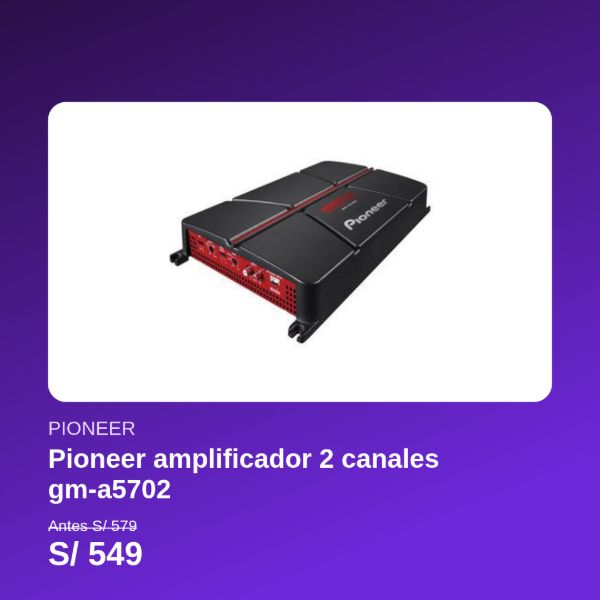 Pioneer
PIONEER
Pioneer amplificador 2 canales
gm-a5702
Antes S/ 579
S/ 549